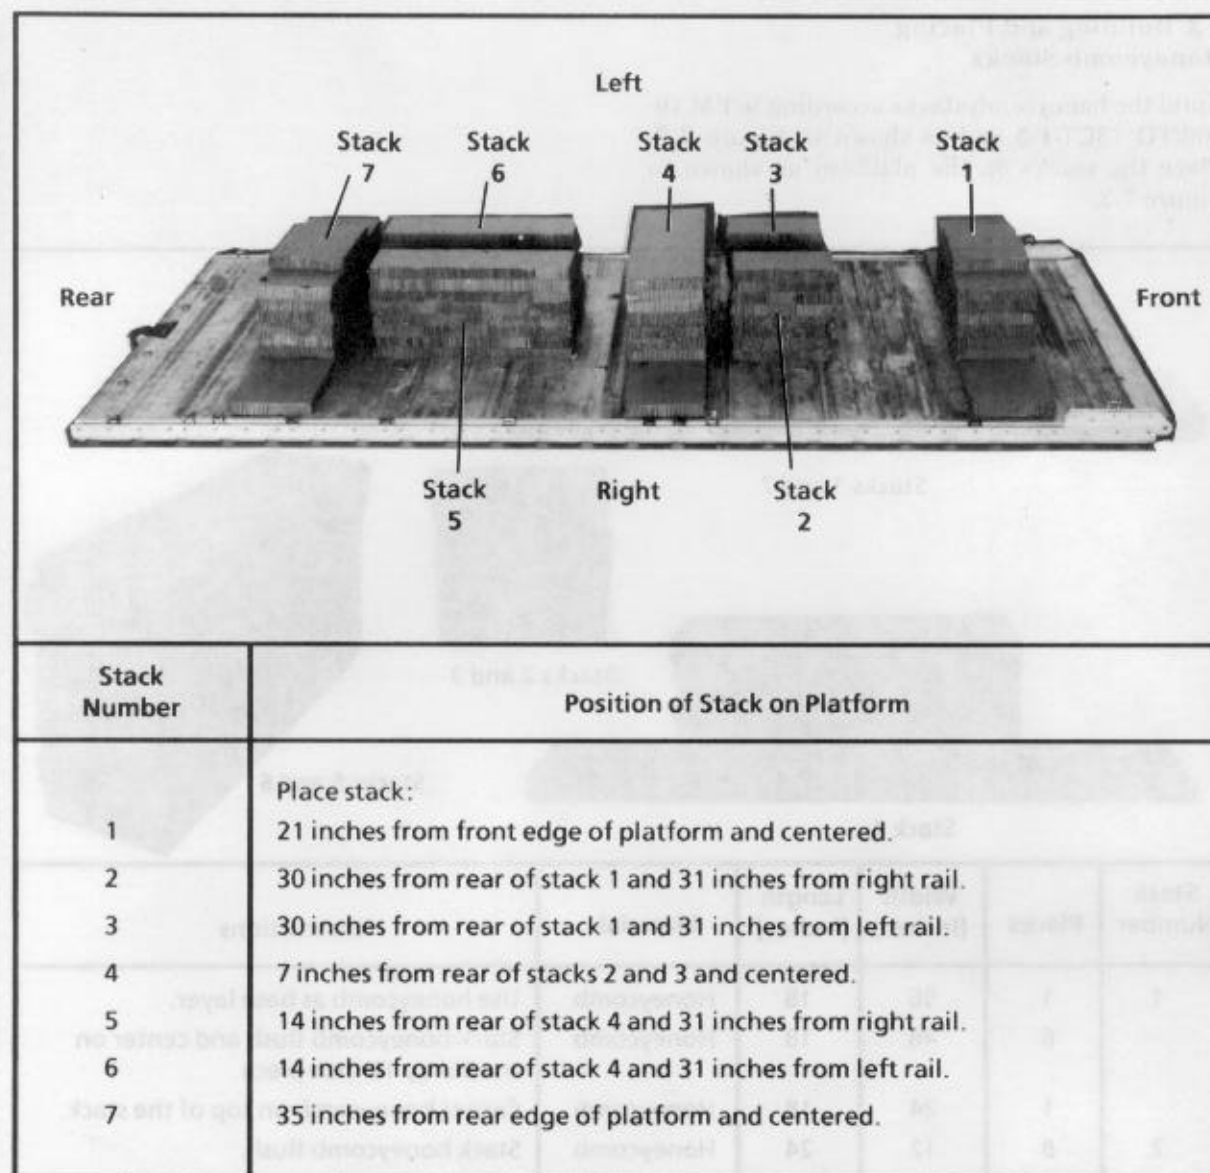 Left
Stack 7
Stack 6
Stack 4
Stack 3
Stack 1
Rear
Front
Stack 5
Right
Stack 2
Stack Number
Position of Stack on Platform
Place stack:
1 21 inches from front edge of platform and centered.
2 30 inches from rear of stack 1 and 31 inches from right rail.
3 30 inches from rear of stack 1 and 31 inches from left rail.
4 7 inches from rear of stacks 2 and 3 and centered.
5 14 inches from rear of stack 4 and 31 inches from right rail.
6 14 inches from rear of stack 4 and 31 inches from left rail.
7 35 inches from rear edge of platform and centered.